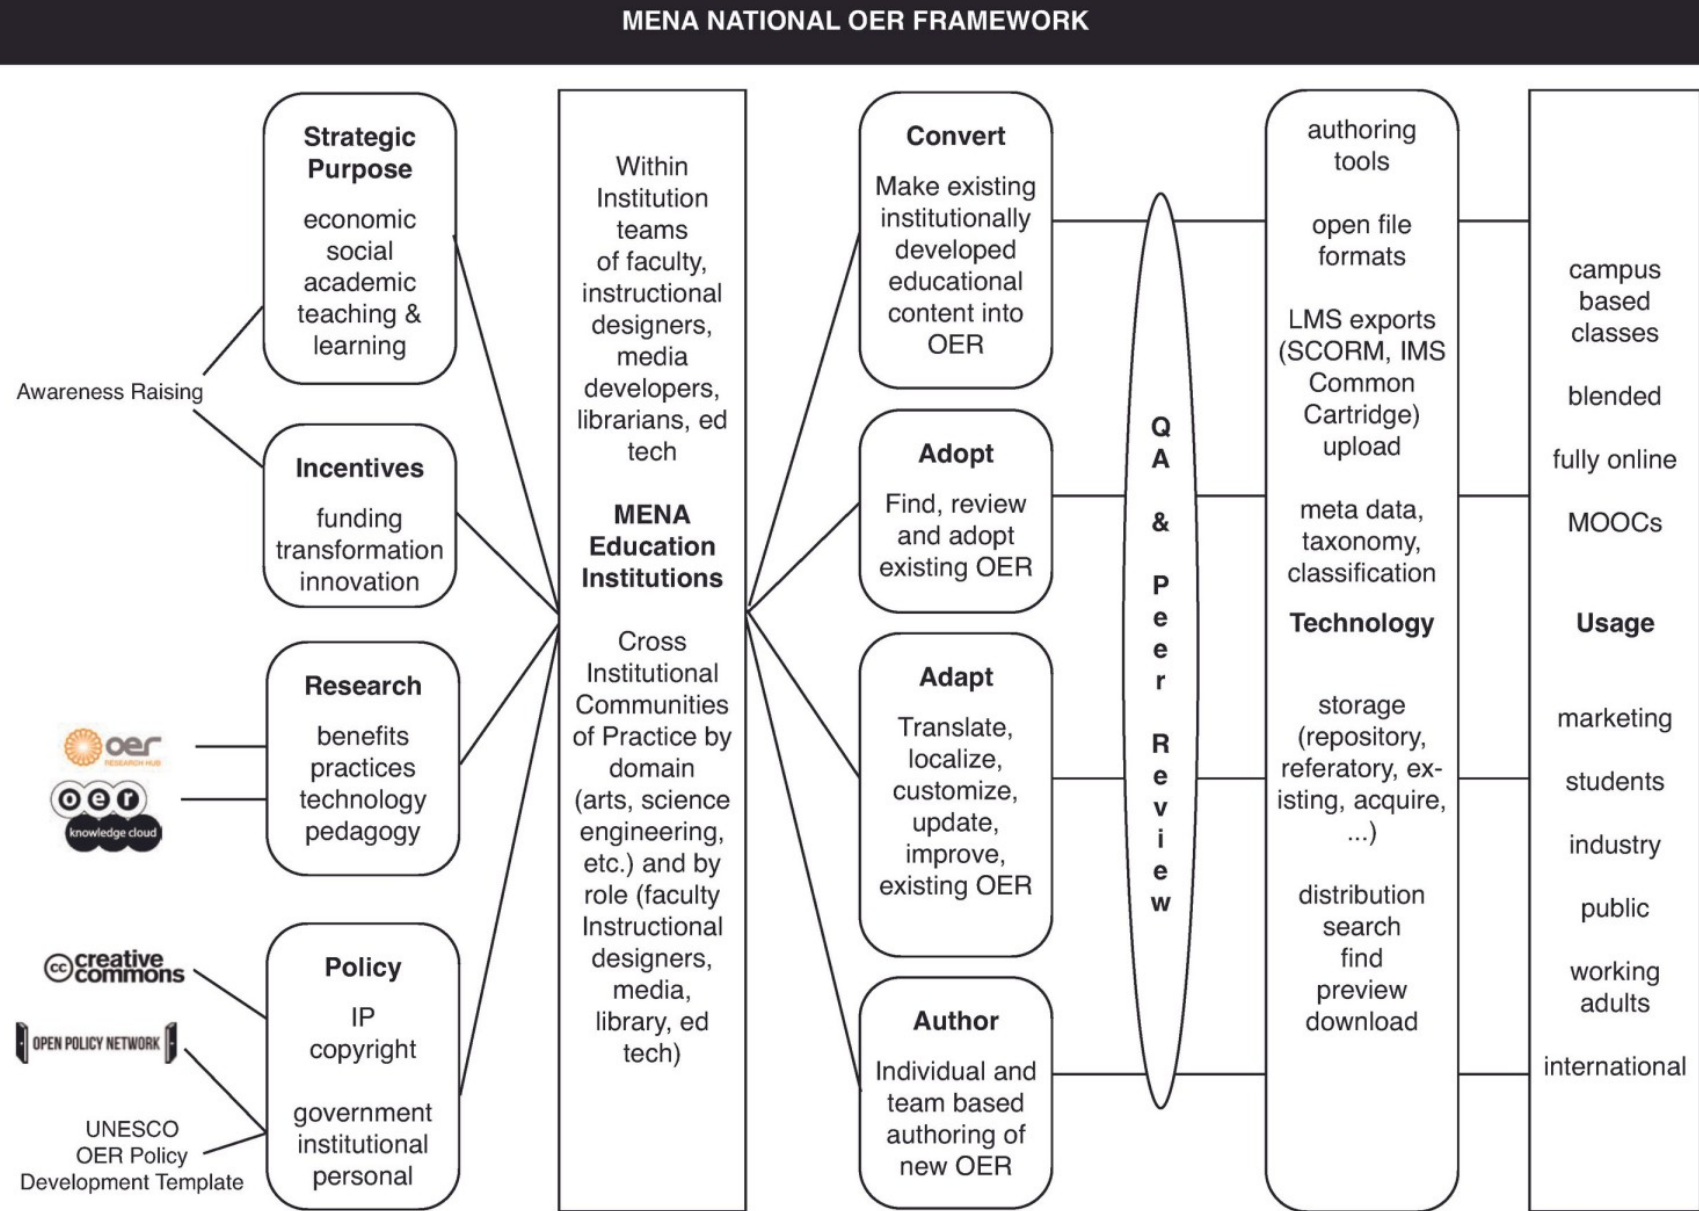 MENA NATIONAL OER FRAMEWORK
Awareness Raising
oer
RESEARCH HUB
oer
knowledge cloud
cc creative
commons
OPEN POLICY NETWORK
UNESCO
OER Policy
Development Template
Strategic
Purpose
economic
social
academic
teaching &
learning
Incentives
funding
transformation
innovation
Research
benefits
practices
technology
pedagogy
Policy
IP
copyright
government
institutional
personal
Within
Institution
teams
of faculty,
instructional
designers,
media
developers,
librarians, ed
tech
MENA
Education
Institutions
Cross
Institutional
Communities
of Practice by
domain
(arts, science
engineering,
etc.) and by
role (faculty
Instructional
designers,
media,
library, ed
tech)
Convert
Make existing
institutionally
developed
educational
content into
OER
Adopt
Find, review
and adopt
existing OER
Adapt
Translate,
localize,
customize,
update,
improve,
existing OER
Author
Individual and
team based
authoring of
new OER
QA & Peer Review
authoring
tools
open file
formats
LMS exports
(SCORM, IMS
Common
Cartridge)
upload
meta data,
taxonomy,
classification
Technology
storage
(repository,
referatory, ex-
isting, acquire,
...)
distribution
search
find
preview
download
campus
based
classes
blended
fully online
MOOCs
Usage
marketing
students
industry
public
working
adults
international